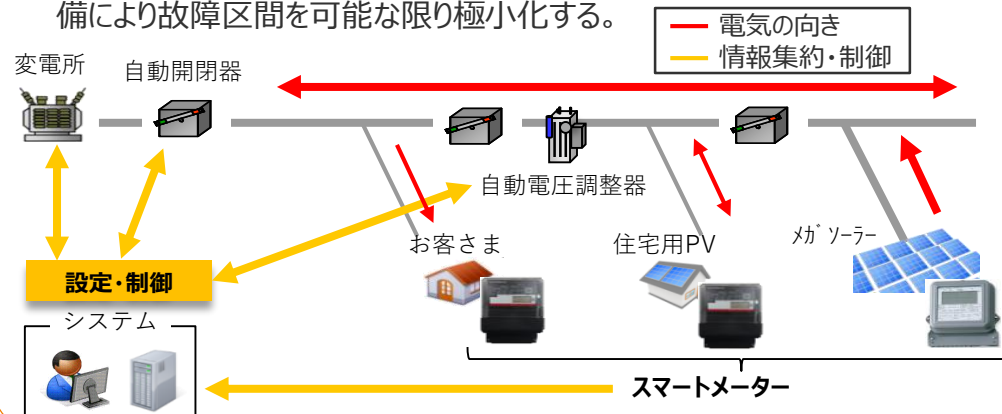 備により故障区間を可能な限り極小化する。
電気の向き
情報集約・制御
変電所
自動開閉器
自動電圧調整器
お客さま
住宅用PV
ﾒｶﾞｿｰﾗｰ
設定・制御
システム
スマートメーター